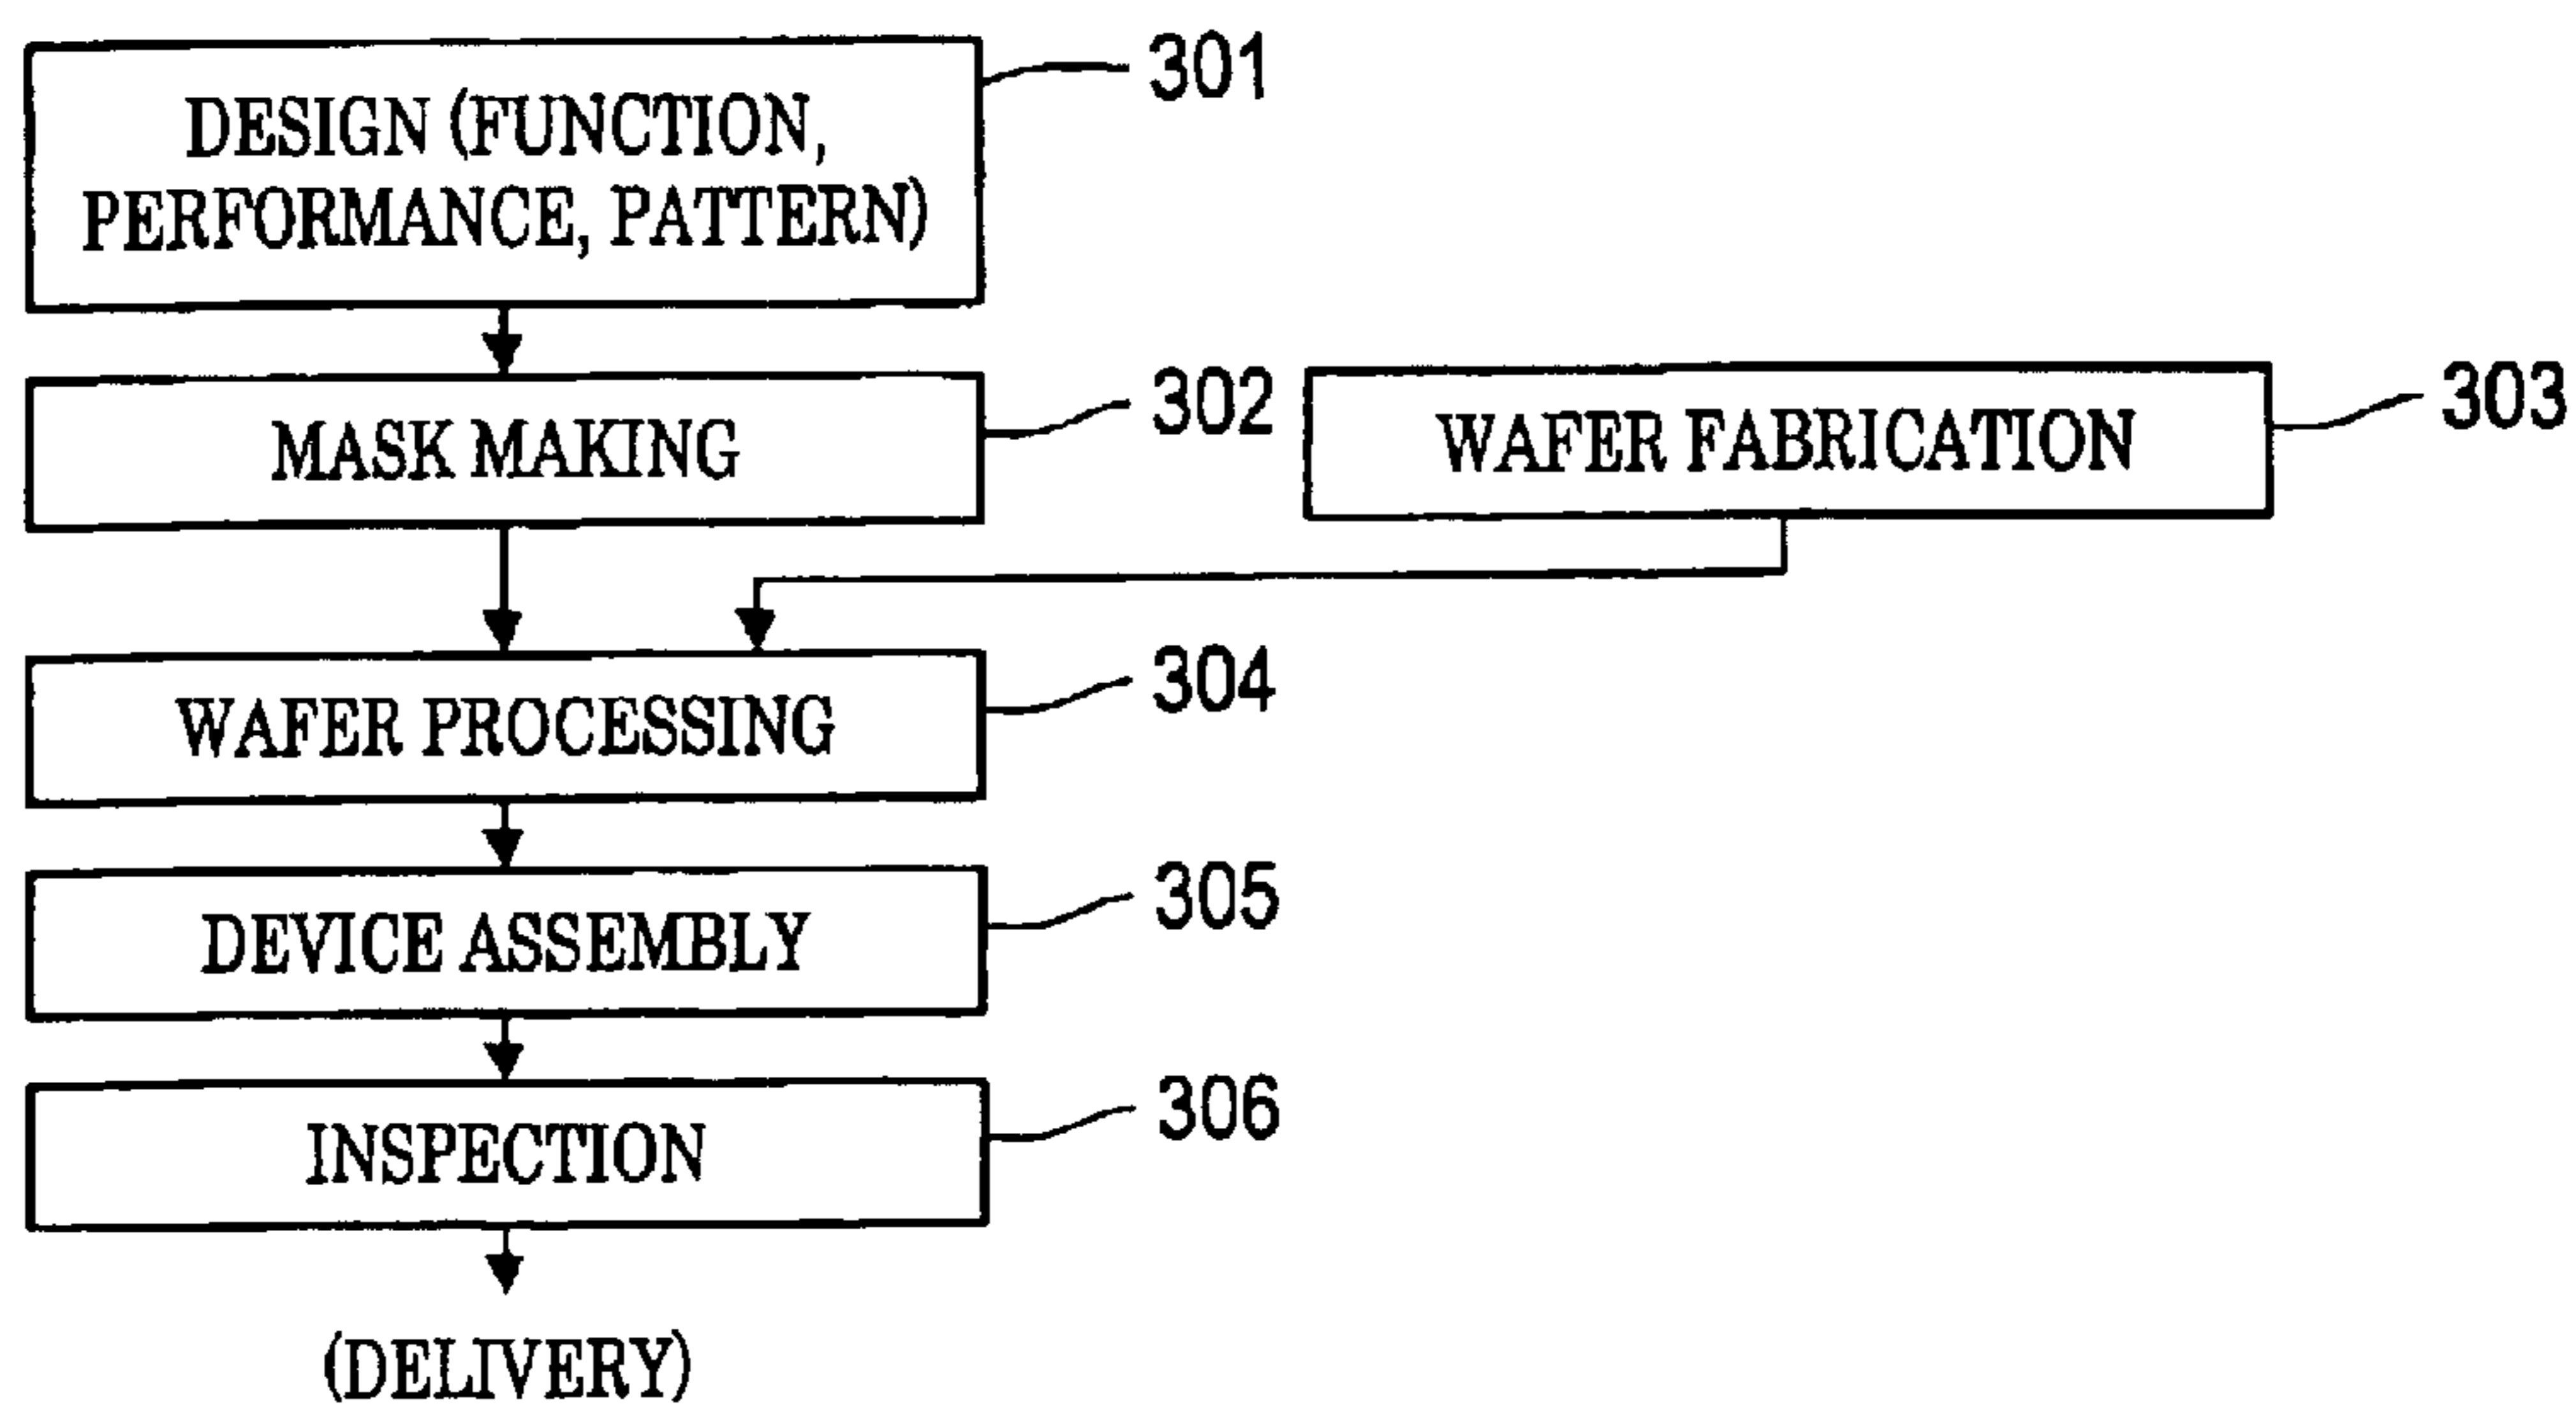 DESIGN (FUNCTION,
PERFORMANCE, PATTERN)
301
MASK MAKING
302
WAFER FABRICATION
303
WAFER PROCESSING
304
DEVICE ASSEMBLY
305
INSPECTION
306
(DELIVERY)